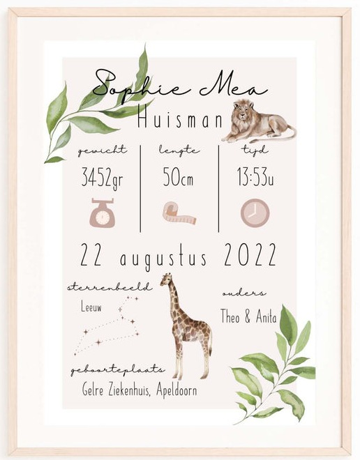 Sophie Mea
Huisman
gewicht lengte tijd
3452gr 50cm 13:53u
22 augustus 2022
sterrenbeeld
Leeuw
ouders
Theo & Anita
geboorteplaats
Gelre Ziekenhuis, Apeldoorn